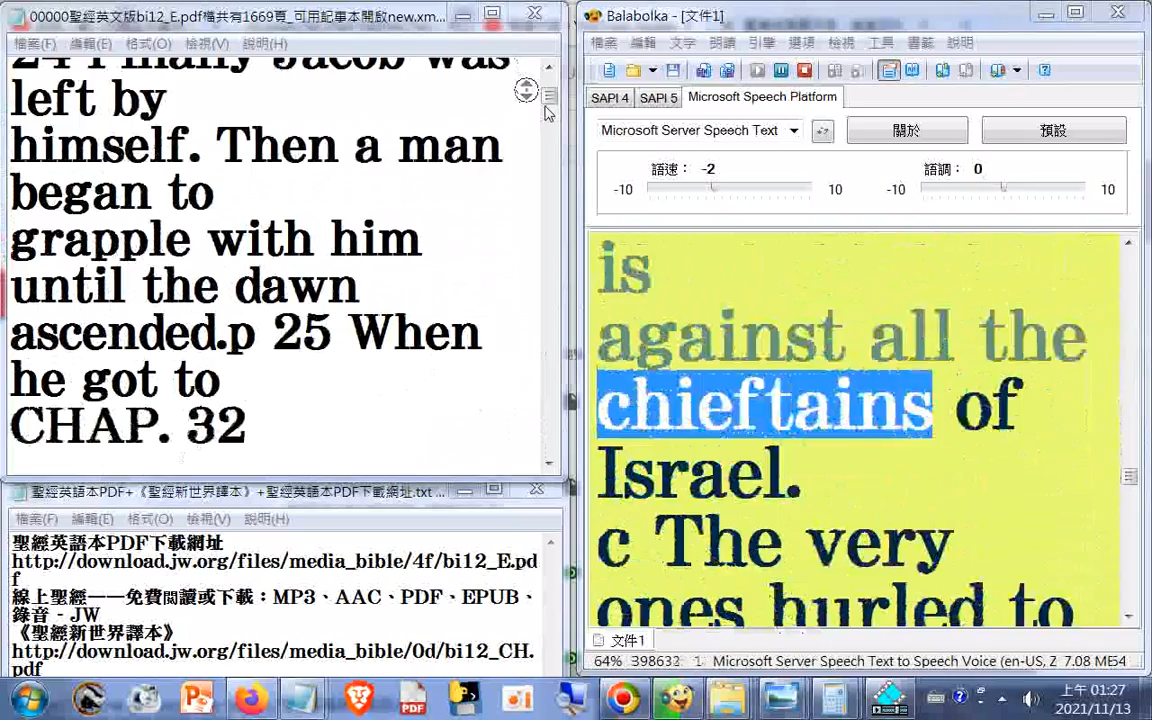 00000聖經英文版bi12_E.pdf檔共有1669頁_可用記事本開啟new.xm...
檔案(F) 編輯(E) 格式(O) 檢視(V) 說明(H)
24 Finally Jacob was
left by
himself. Then a man
began to
grapple with him
until the dawn
ascended.p 25 When
he got to
CHAP. 32
聖經英語本PDF+《聖經新世界譯本》+聖經英語本PDF下載網址.txt ...
檔案(F) 編輯(E) 格式(O) 檢視(V) 說明(H)
聖經英語本PDF下載網址
http://download.jw.org/files/media_bible/4f/bi12_E.pd
f
線上聖經——免費閱讀或下載：MP3、AAC、PDF、EPUB、
錄音 - JW
《聖經新世界譯本》
http://download.jw.org/files/media_bible/0d/bi12_CH.
pdf
Balabolka - [文件1]
檔案 編輯 文字 朗讀 引擎 選項 檢視 工具 書籤 說明
SAPI 4 SAPI 5 Microsoft Speech Platform
Microsoft Server Speech Text 關於 預設
語速： -2 語調： 0
-10 10 -10 10
is
against all the
chieftains of
Israel.
c The very
ones hurled to
文件1
64% 398632 1 Microsoft Server Speech Text to Speech Voice (en-US, Z 7.08 ME54
上午 01:27
2021/11/13